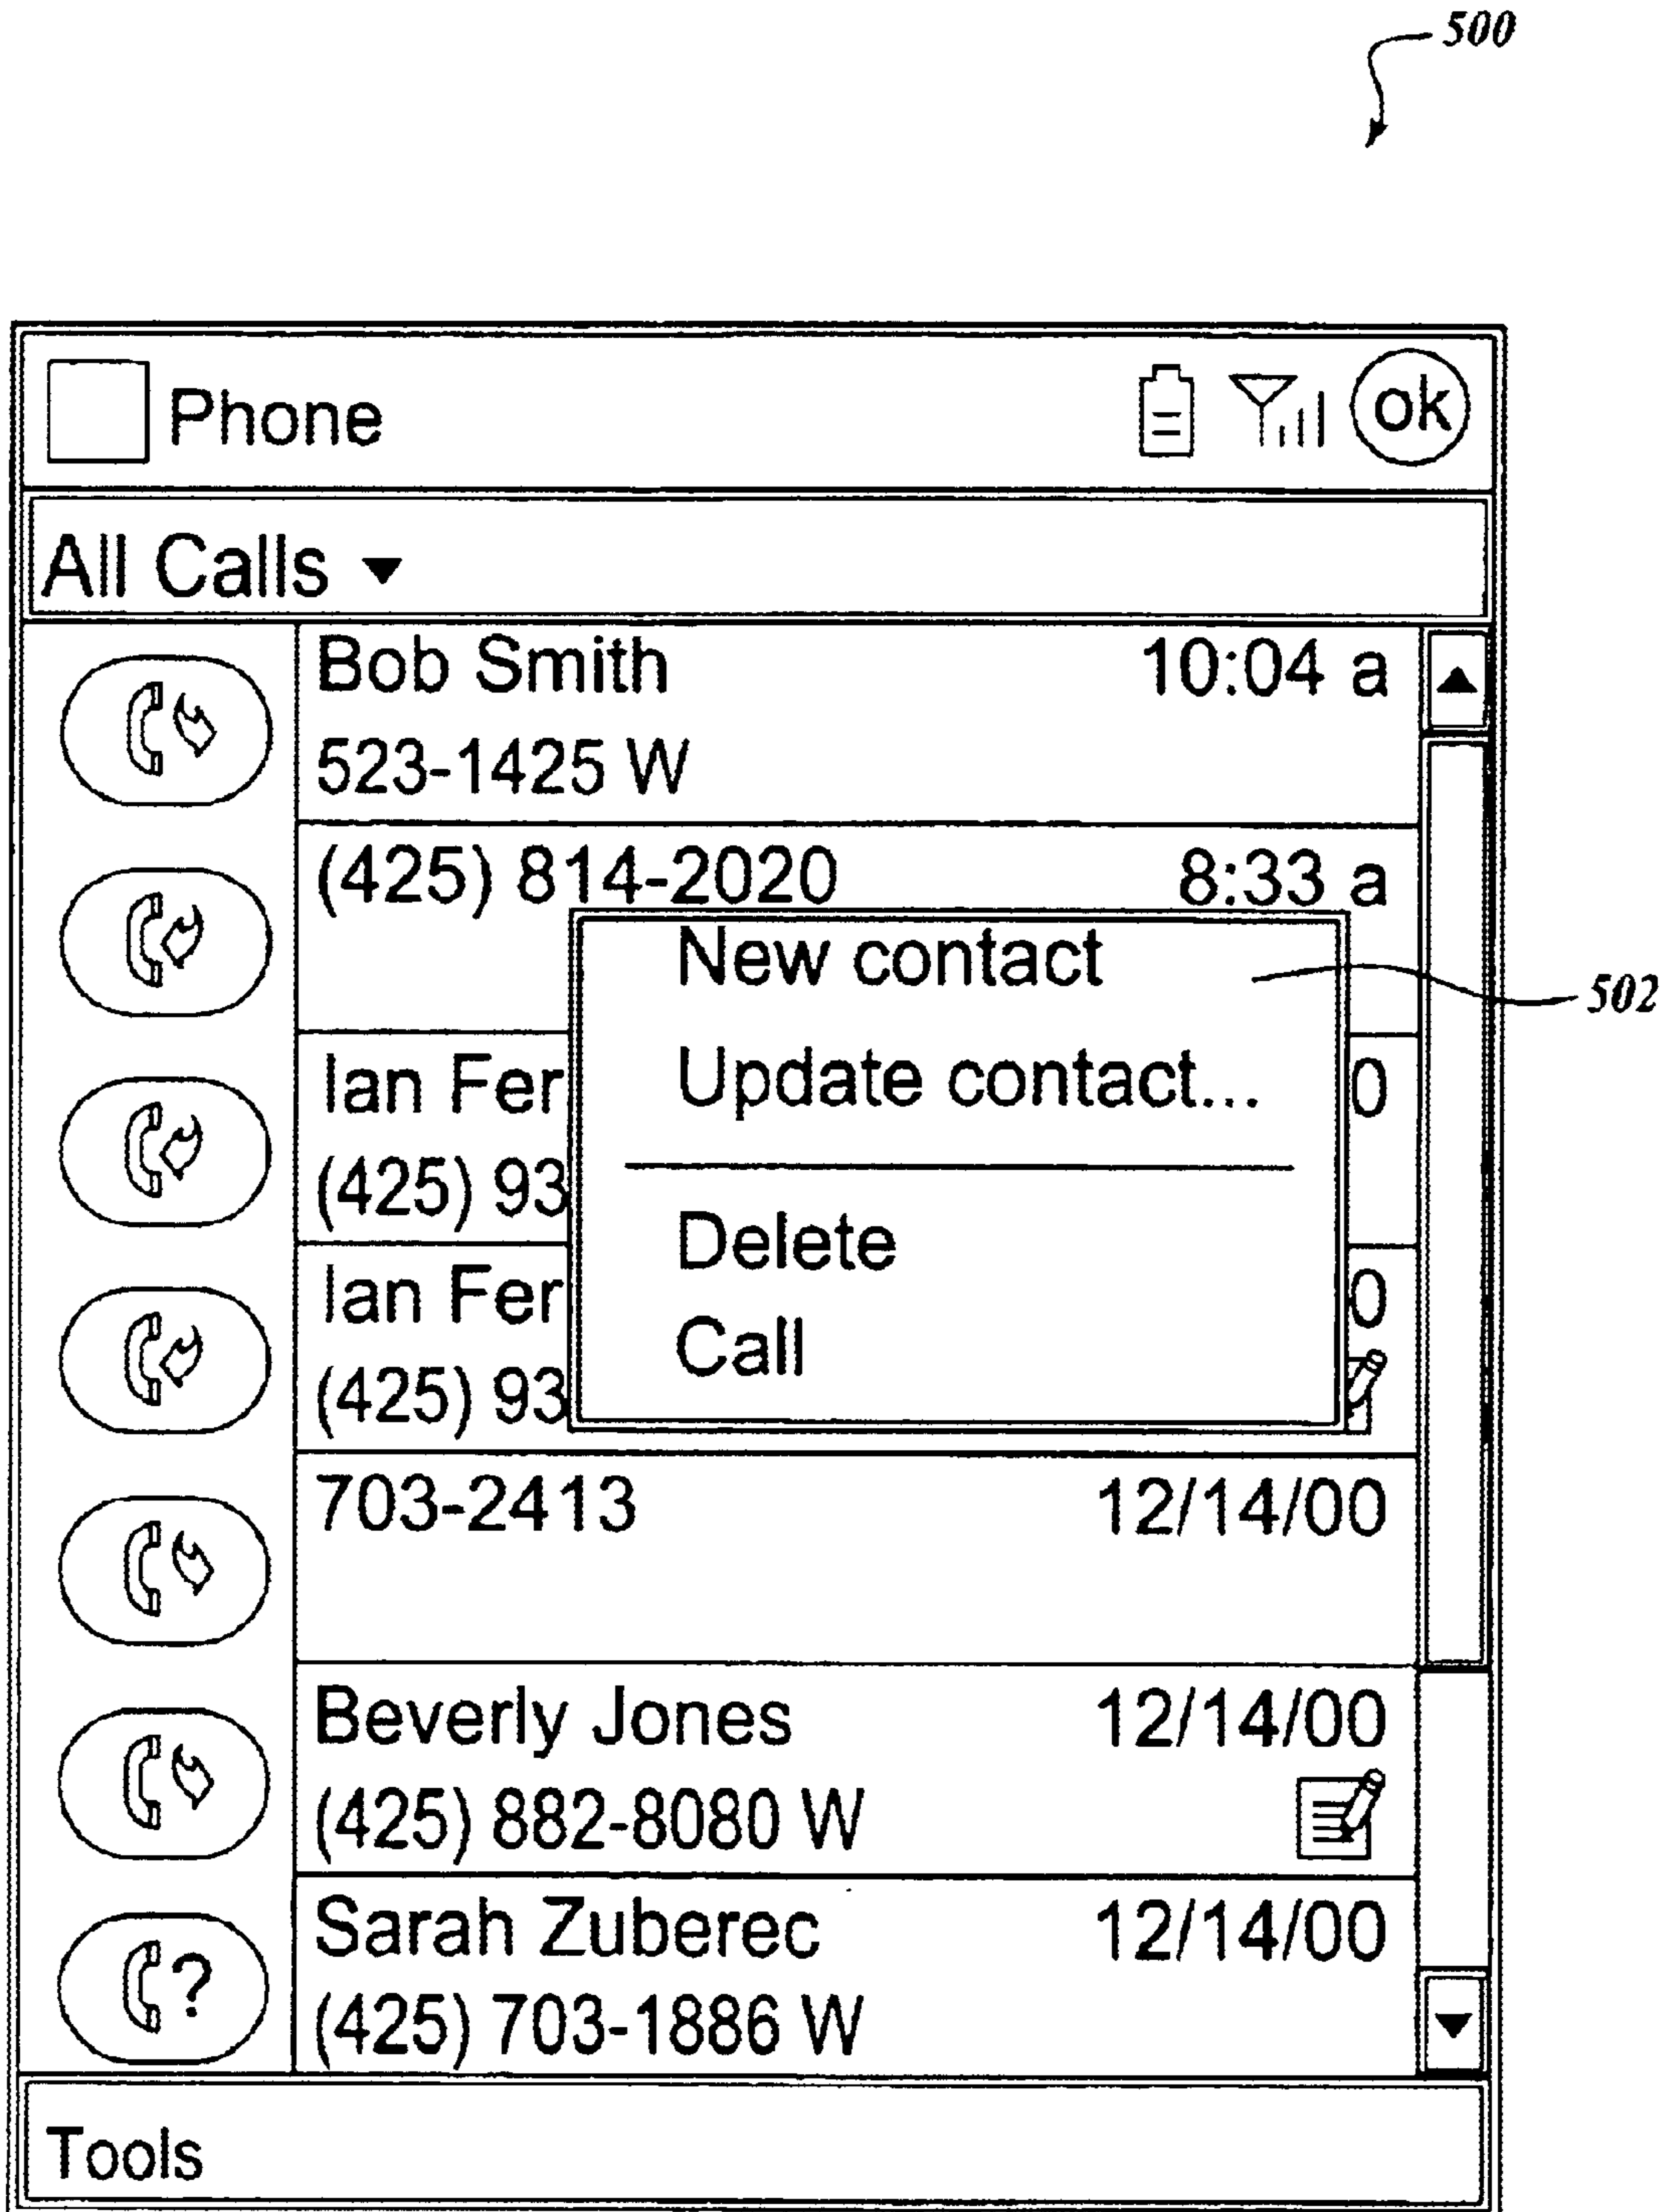 500
Phone ok
All Calls
Bob Smith 10:04 a
523-1425 W
(425) 814-2020 8:33 a
New contact
502
Update contact...
Ian Fer 0
(425) 93
Delete
Ian Fer 0
Call
(425) 93
703-2413 12/14/00
Beverly Jones 12/14/00
(425) 882-8080 W
Sarah Zuberec 12/14/00
?
(425) 703-1886 W
Tools